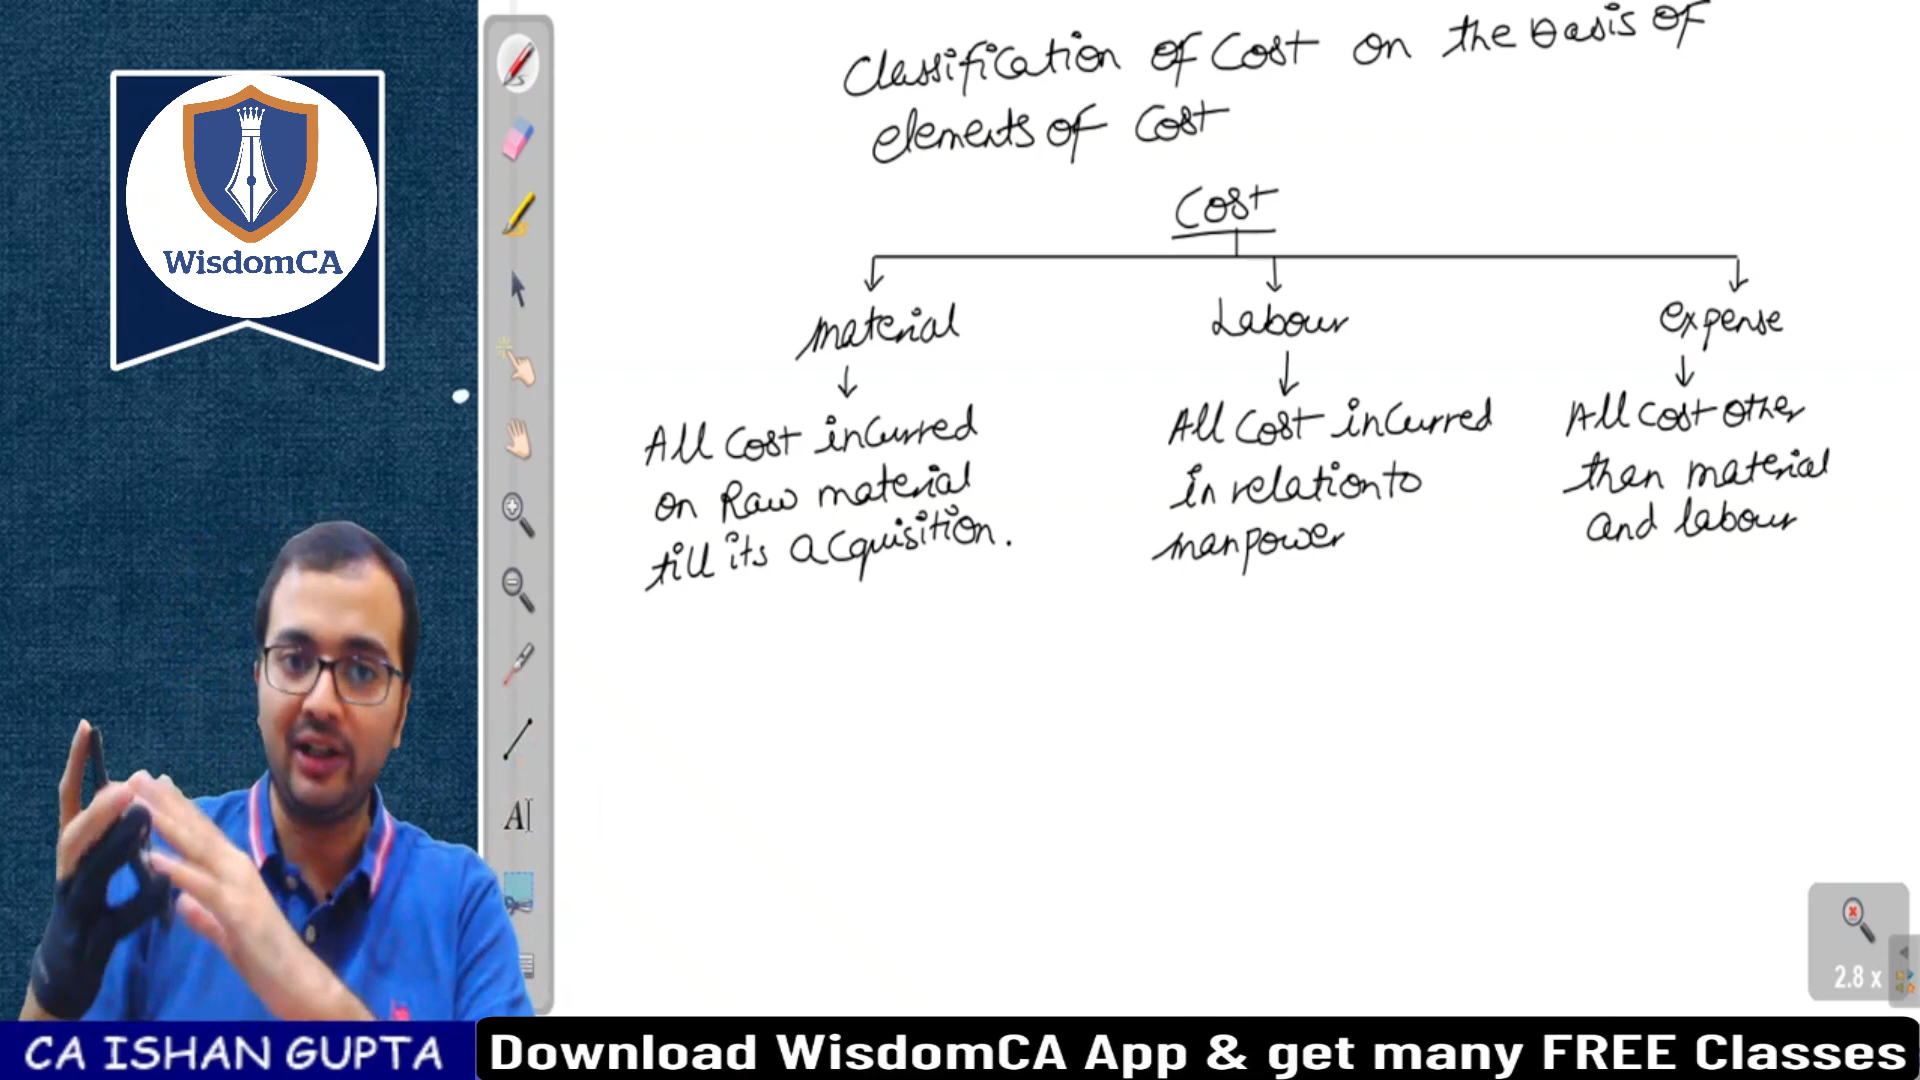 WisdomCA
Classification of Cost on the basis of
elements of Cost
Cost
Material
Labour
expense
All Cost incurred
on Raw material
till its acquisition.
All Cost incurred
in relation to
manpower
All Cost other
than material
and labour
A
2.8 x
CA ISHAN GUPTA
Download WisdomCA App & get many FREE Classes